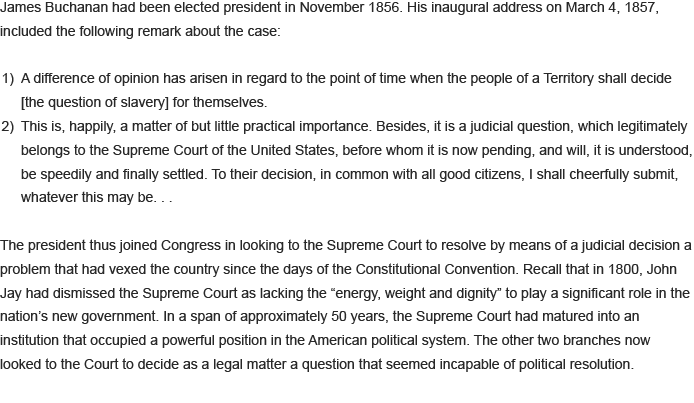 James Buchanan had been elected president in November 1856. His inaugural address on March 4, 1857,
included the following remark about the case:
1) A difference of opinion has arisen in regard to the point of time when the people of a Territory shall decide
[the question of slavery] for themselves.
2) This is, happily, a matter of but little practical importance. Besides, it is a judicial question, which legitimately
belongs to the Supreme Court of the United States, before whom it is now pending, and will, it is understood,
be speedily and finally settled. To their decision, in common with all good citizens, I shall cheerfully submit,
whatever this may be. . .
The president thus joined Congress in looking to the Supreme Court to resolve by means of a judicial decision a
problem that had vexed the country since the days of the Constitutional Convention. Recall that in 1800, John
Jay had dismissed the Supreme Court as lacking the “energy, weight and dignity” to play a significant role in the
nation’s new government. In a span of approximately 50 years, the Supreme Court had matured into an
institution that occupied a powerful position in the American political system. The other two branches now
looked to the Court to decide as a legal matter a question that seemed incapable of political resolution.